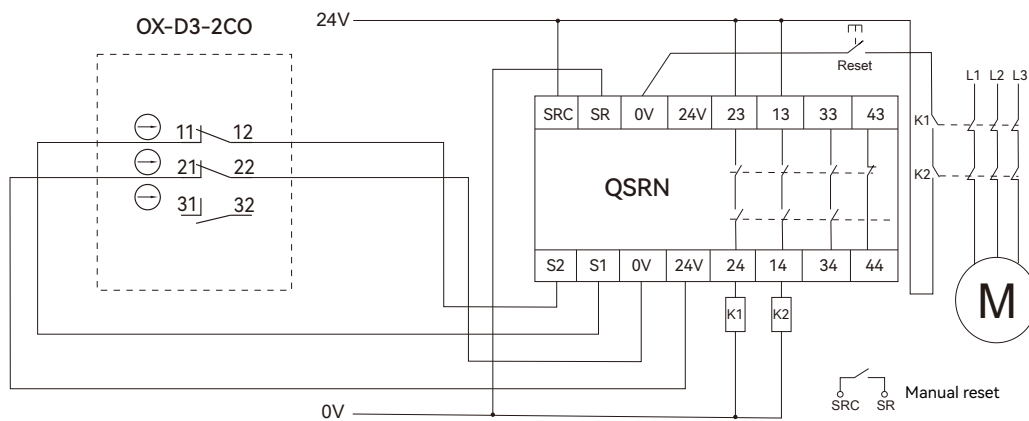 OX-D3-2CO
24V
Reset
L1 L2 L3
SRC SR 0V 24V 23 13 33 43
K1
11 12
21 22
K2
QSRN
31 32
S2 S1 0V 24V 24 14 34 44
K1 K2
M
Manual reset
SRC SR
0V